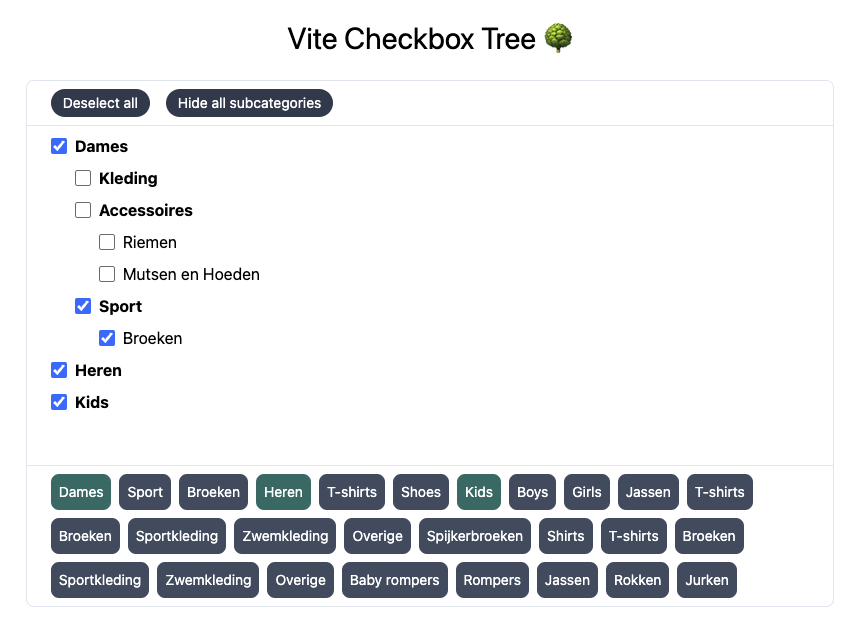 Vite Checkbox Tree 🌳
Deselect all Hide all subcategories
Dames
Kleding
Accessoires
Riemen
Mutsen en Hoeden
Sport
Broeken
Heren
Kids
Dames Sport Broeken Heren T-shirts Shoes Kids Boys Girls Jassen T-shirts
Broeken Sportkleding Zwemkleding Overige Spijkerbroeken Shirts T-shirts Broeken
Sportkleding Zwemkleding Overige Baby rompers Rompers Jassen Rokken Jurken